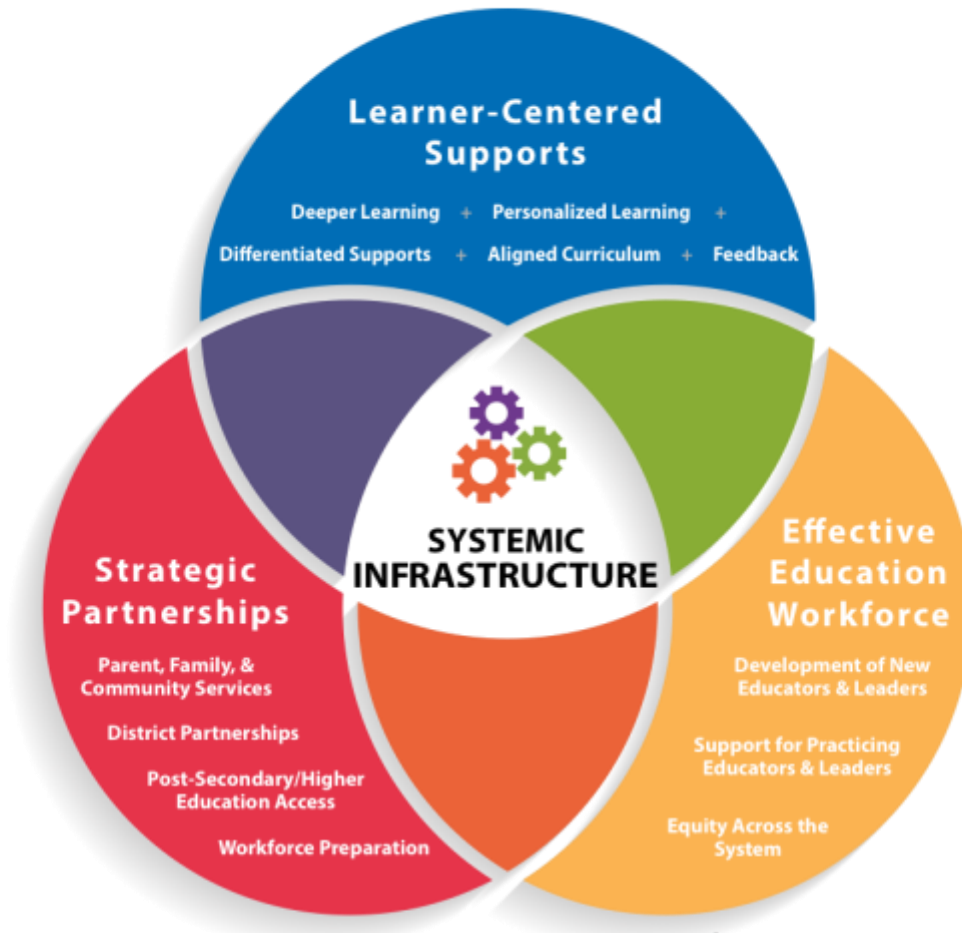 Learner-Centered
Supports
Deeper Learning + Personalized Learning +
Differentiated Supports + Aligned Curriculum + Feedback
SYSTEMIC
INFRASTRUCTURE
Strategic
Partnerships
Parent, Family, &
Community Services
District Partnerships
Post-Secondary/Higher
Education Access
Workforce Preparation
Effective
Education
Workforce
Development of New
Educators & Leaders
Support for Practicing
Educators & Leaders
Equity Across the
System